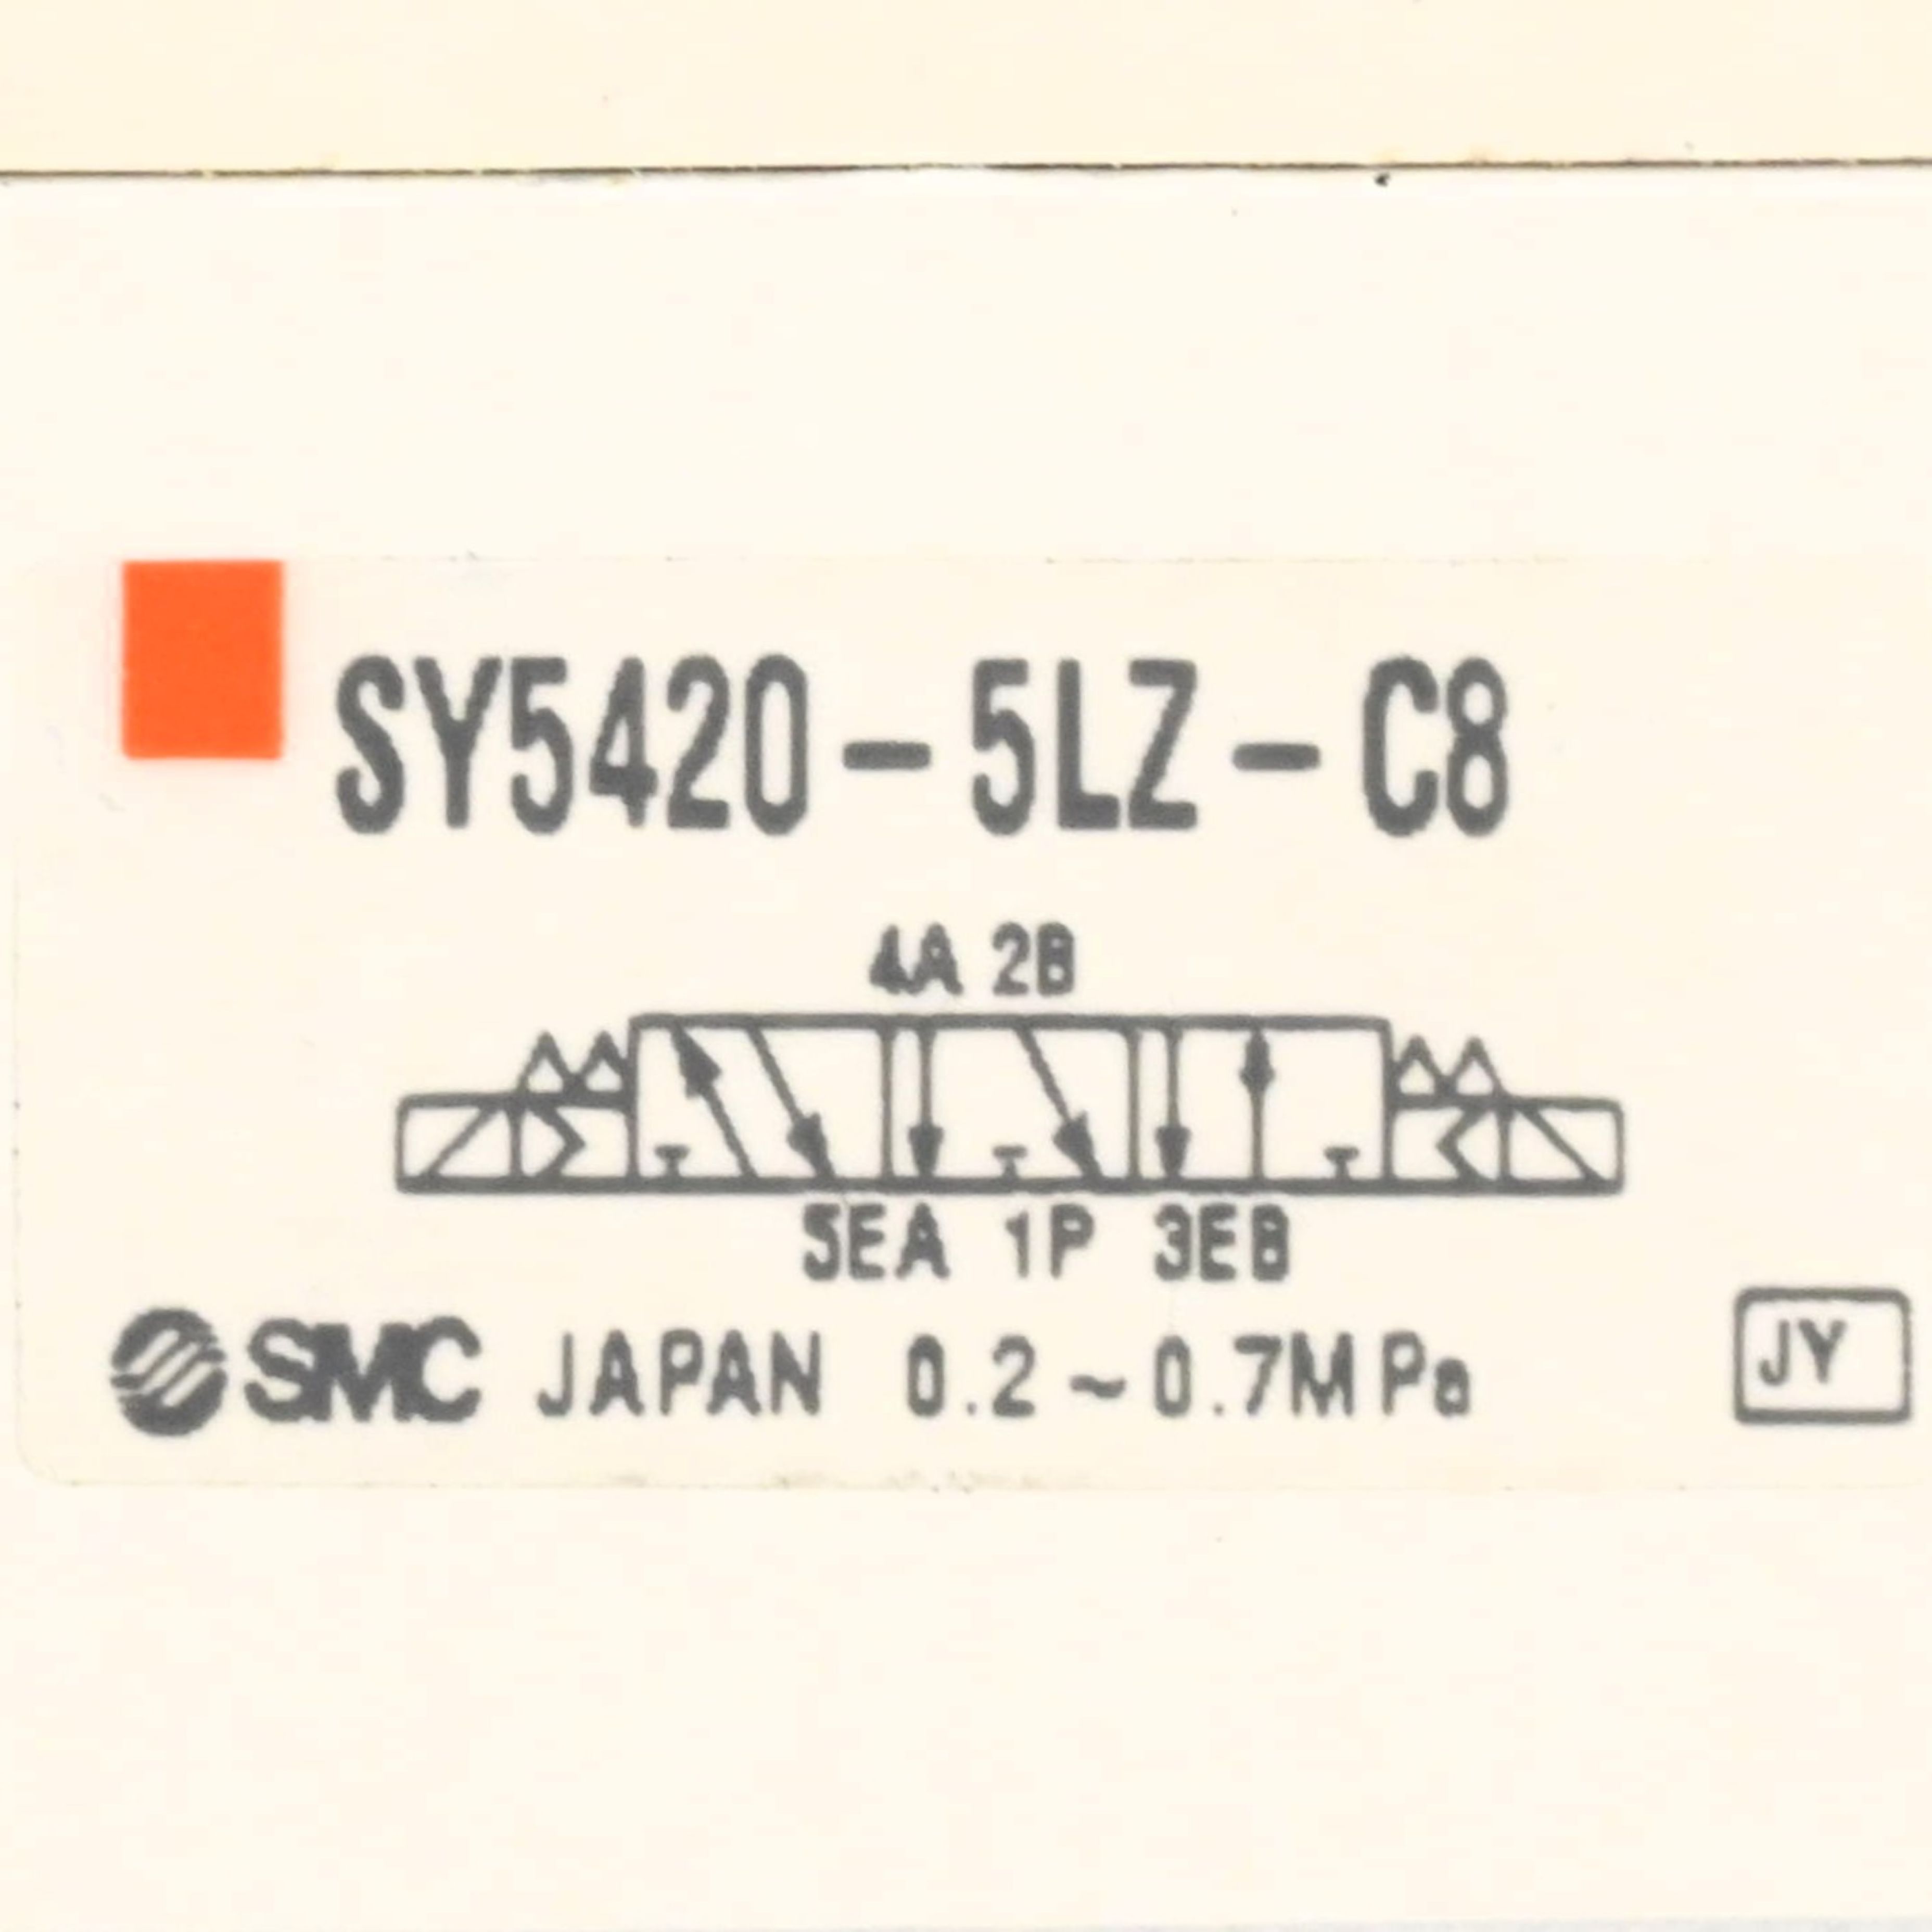 SY5420-5LZ-C8
4A 2B
5EA 1P 3EB
SMC JAPAN 0.2~0.7MPa
JY